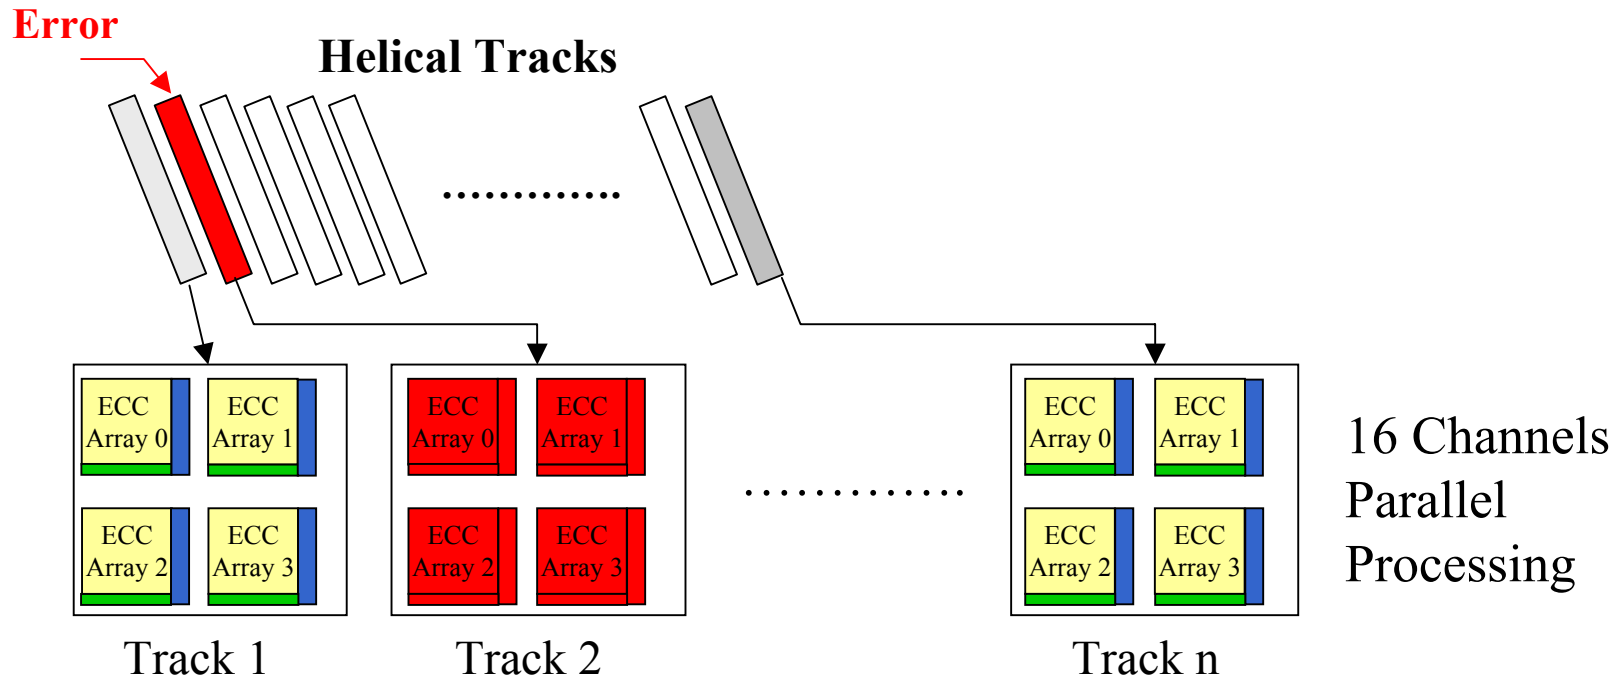 Error
Helical Tracks
ECC
Array 0
ECC
Array 1
ECC
Array 2
ECC
Array 3
Track 1
ECC
Array 0
ECC
Array 1
ECC
Array 2
ECC
Array 3
Track 2
ECC
Array 0
ECC
Array 1
ECC
Array 2
ECC
Array 3
Track n
16 Channels
Parallel
Processing